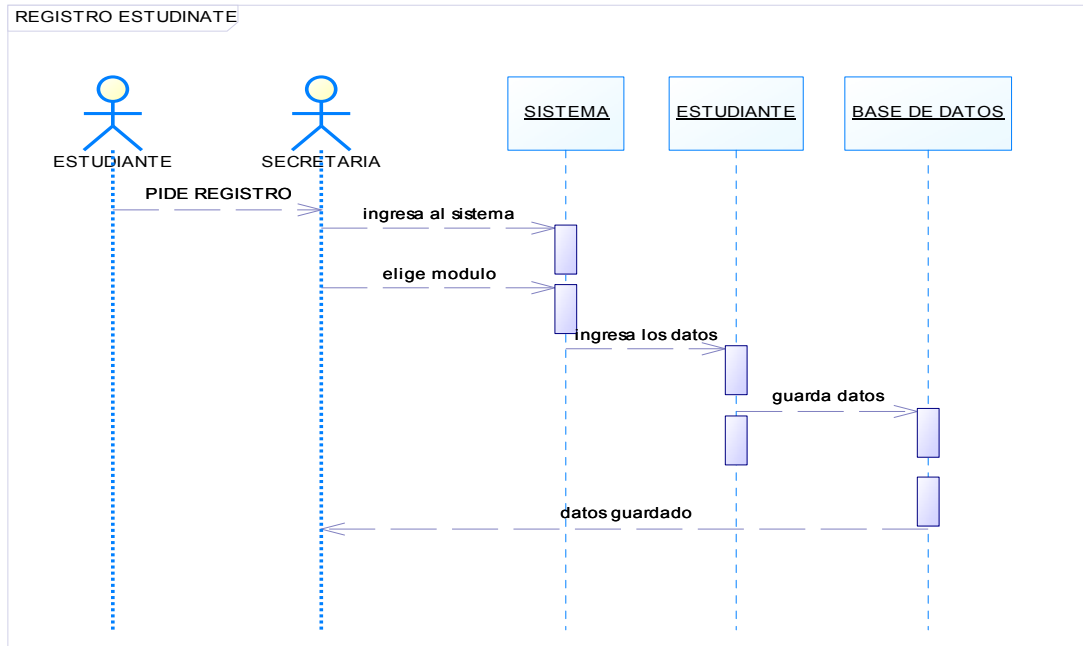 REGISTRO ESTUDINATE
SISTEMA
ESTUDIANTE
BASE DE DATOS
ESTUDIANTE
SECRETARIA
PIDE REGISTRO
ingresa al sistema
elige modulo
ingresa los datos
guarda datos
datos guardado